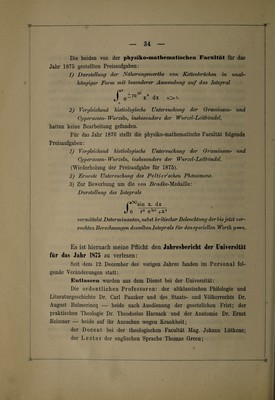 — 34 —
Die beiden von der physiko-mathematischen Facultät für das
Jahr 1875 gestellten Preisaufgaben:
1) Darstellung der Näherungswerthe von Kettenbrüchen in unab-
hängiger Form mit besonderer Anwendung auf das Integral
2) Vergleichend histiologische Untersuchung der Gramineen- und
Cyperaceen-Wurzeln, insbesondere der Wurzel-Leitbündel,
hatten keine Bearbeitung gefunden.
Für das Jahr 1876 stellt die physiko-mathematische Facultät folgende
Preisaufgaben:
1) Vergleichend histiologische Untersuchung der Gramineen- und
Cyperaceen-Wurzeln, insbesondere der Wurzel-Leitbündel.
(Wiederholung der Preisaufgabe für 1875).
2) Erneute Untersuchung des Peltier'schen Phänomens.
3) Zur Bewerbung um die von Bradke-Medaille:
Darstellung des Integrals
vermittelst Determinanten, nebst kritischer Beleuchtung der bis jetzt ver-
suchten Berechnungen desselben Integrals für den speciellen Werth
Es ist hiernach meine Pflicht den Jahresbericht der Universität
für das Jahr 1875 zu verlesen:
Seit dem 12. December des vorigen Jahres fanden im Personal fol-
gende Veränderungen statt:
Entlassen wurden aus dem Dienst bei der Universität:
Die ordentlichen Professoren: der altklassischen Philologie und
Literaturgeschichte Dr. Carl Paucker und des Staats- und Völkerrechts Dr.
August Bulmerincq — beide nach Ausdienung der gesetzlichen Frist; der
praktischen Theologie Dr. Theodosius Harnack und der Anatomie Dr. Ernst
Reissner — beide auf ihr Ansuchen wegen Krankheit;
der Docent bei der theologischen Facultät Mag. Johann Lütkens;
der Lector der englischen Sprache Thomas Green;